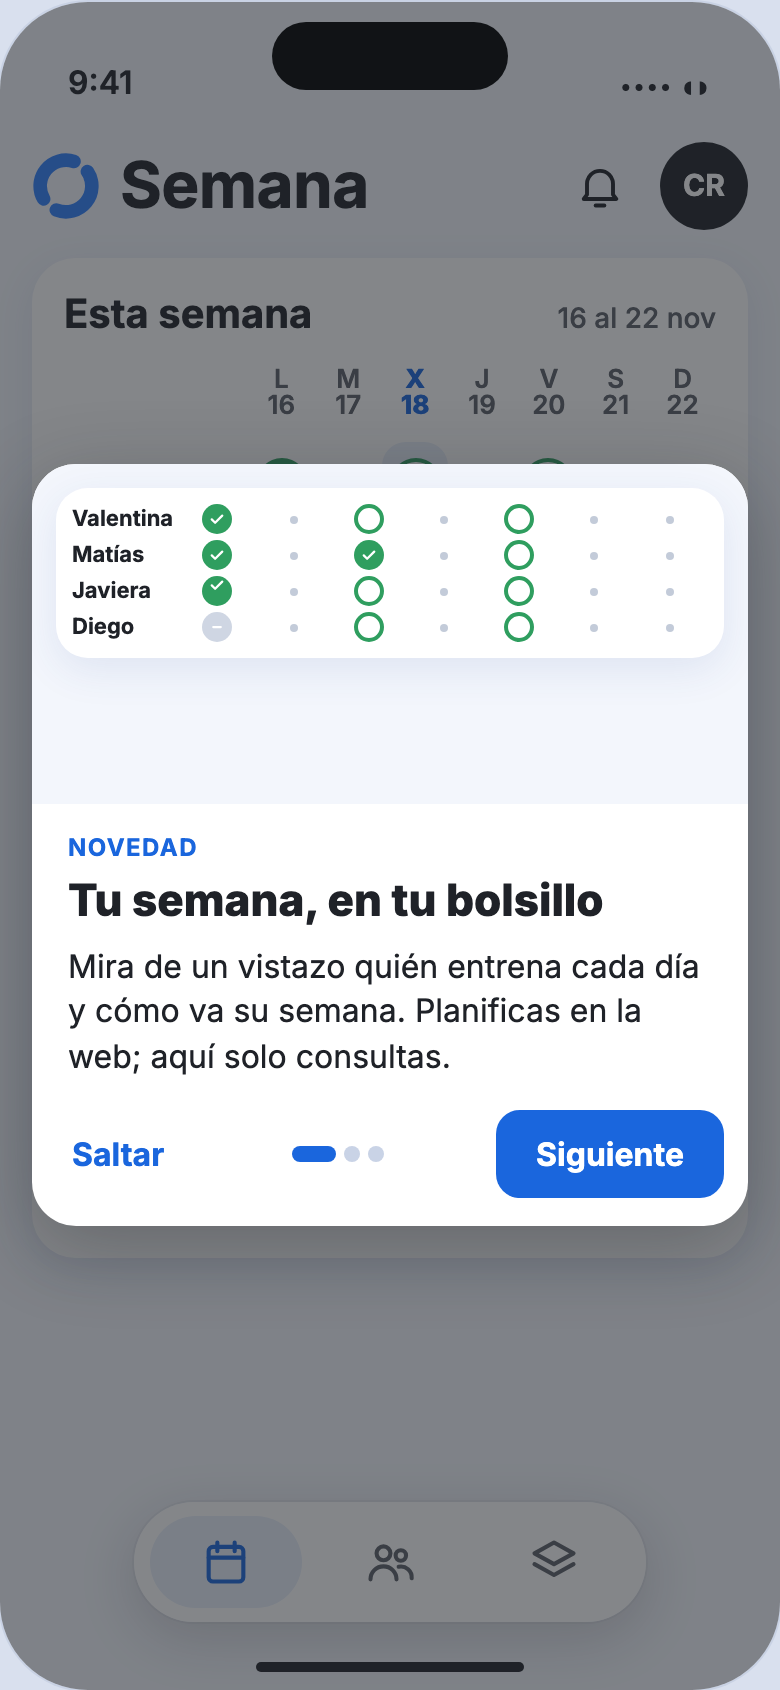 9:41
Semana
CR
Esta semana
16 al 22 nov
L M X J V S D
16 17 18 19 20 21 22
Valentina
Matías
Javiera
Diego
NOVEDAD
Tu semana, en tu bolsillo
Mira de un vistazo quién entrena cada día
y cómo va su semana. Planificas en la
web; aquí solo consultas.
Saltar
Siguiente